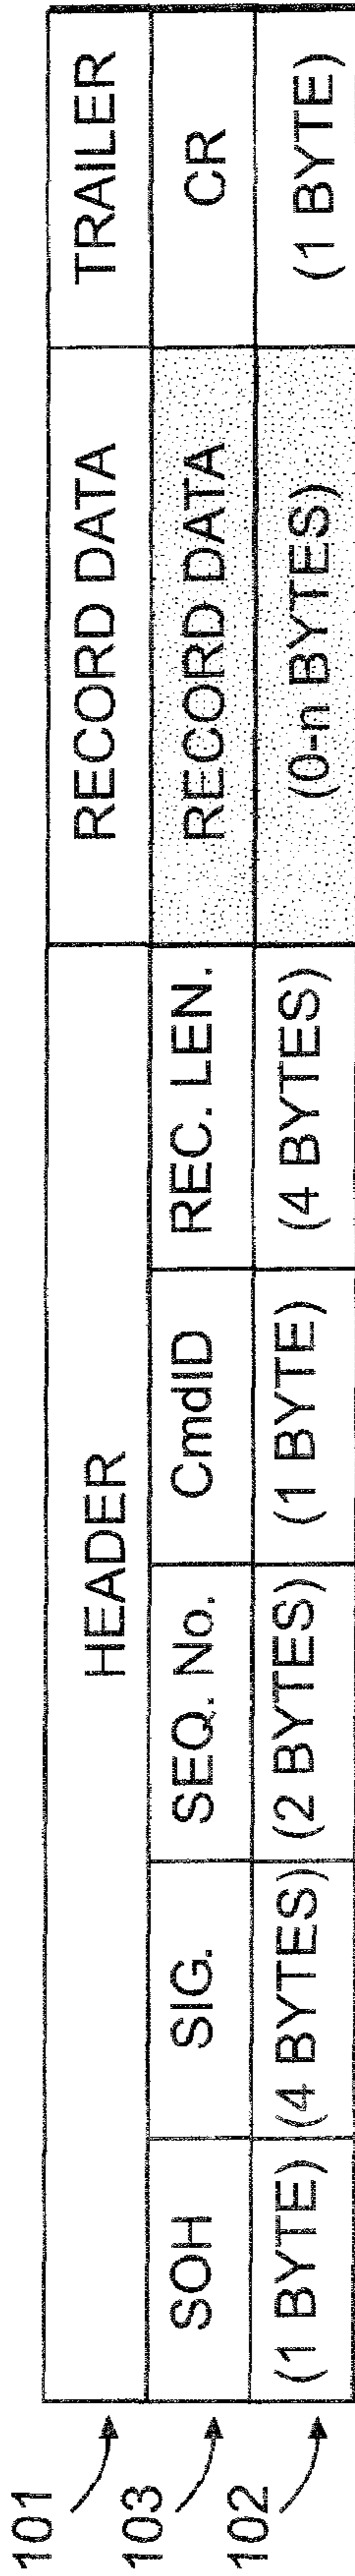 101 HEADER RECORD DATA TRAILER
103 SOH SIG. SEQ. No. CmdID REC. LEN. RECORD DATA CR
102 (1 BYTE) (4 BYTES) (2 BYTES) (1 BYTE) (4 BYTES) (0-n BYTES) (1 BYTE)